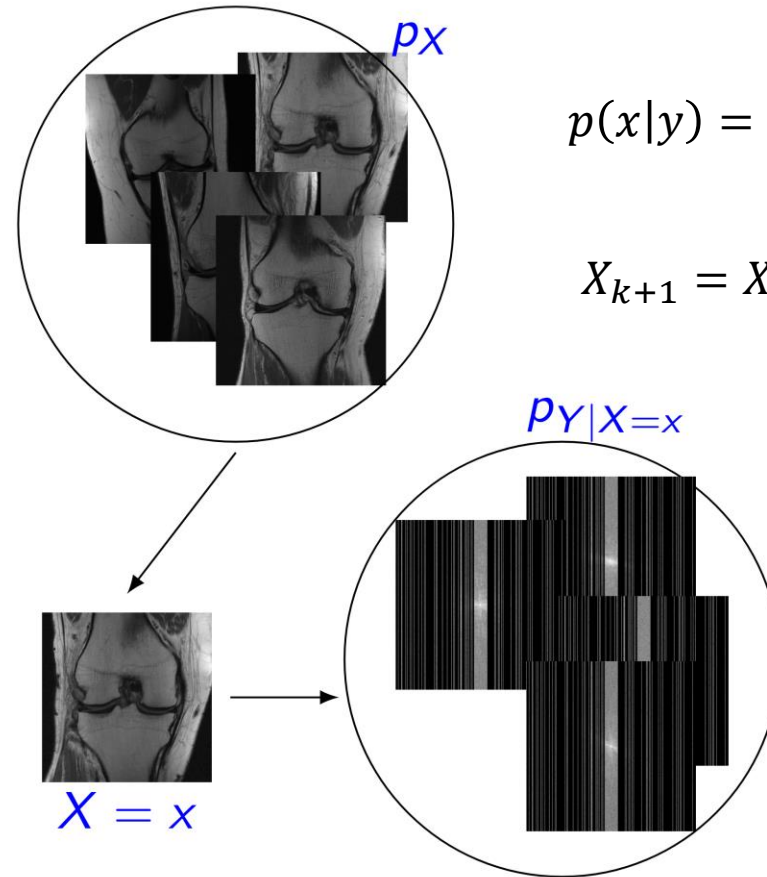 p_X
p(x|y) =
X_{k+1} = X
p_{Y|X=x}
X = x